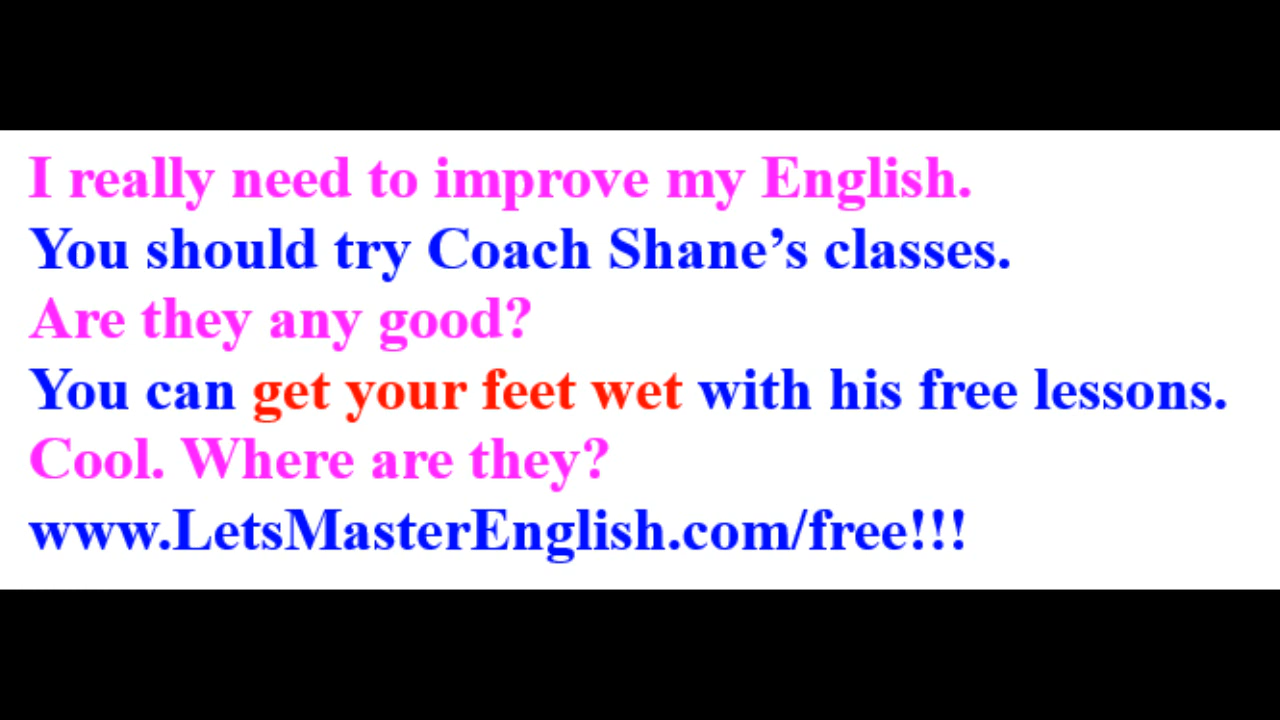 I really need to improve my English.
You should try Coach Shane’s classes.
Are they any good?
You can get your feet wet with his free lessons.
Cool. Where are they?
www.LetsMasterEnglish.com/free!!!